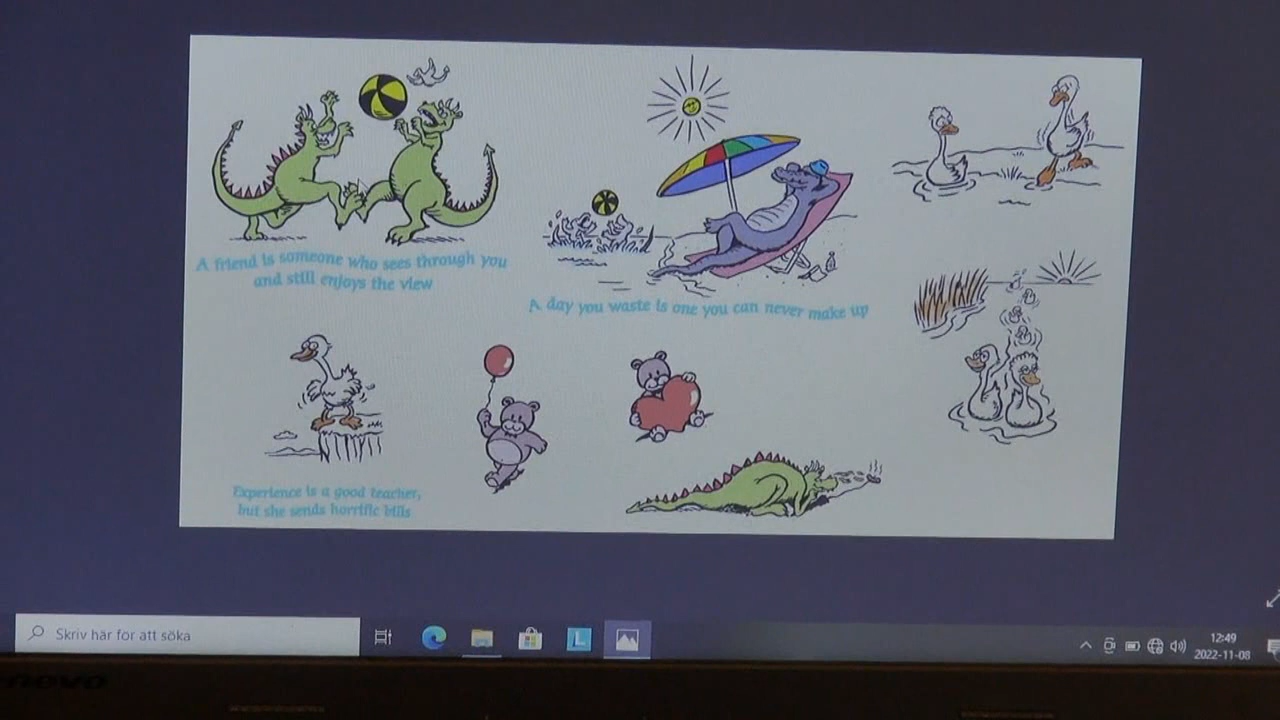 A friend is someone who sees through you
and still enjoys the view
A day you waste is one you can never make up
Experience is a good teacher,
but she sends horrific bills
Skriv här för att söka
L
12:49
2022-11-08